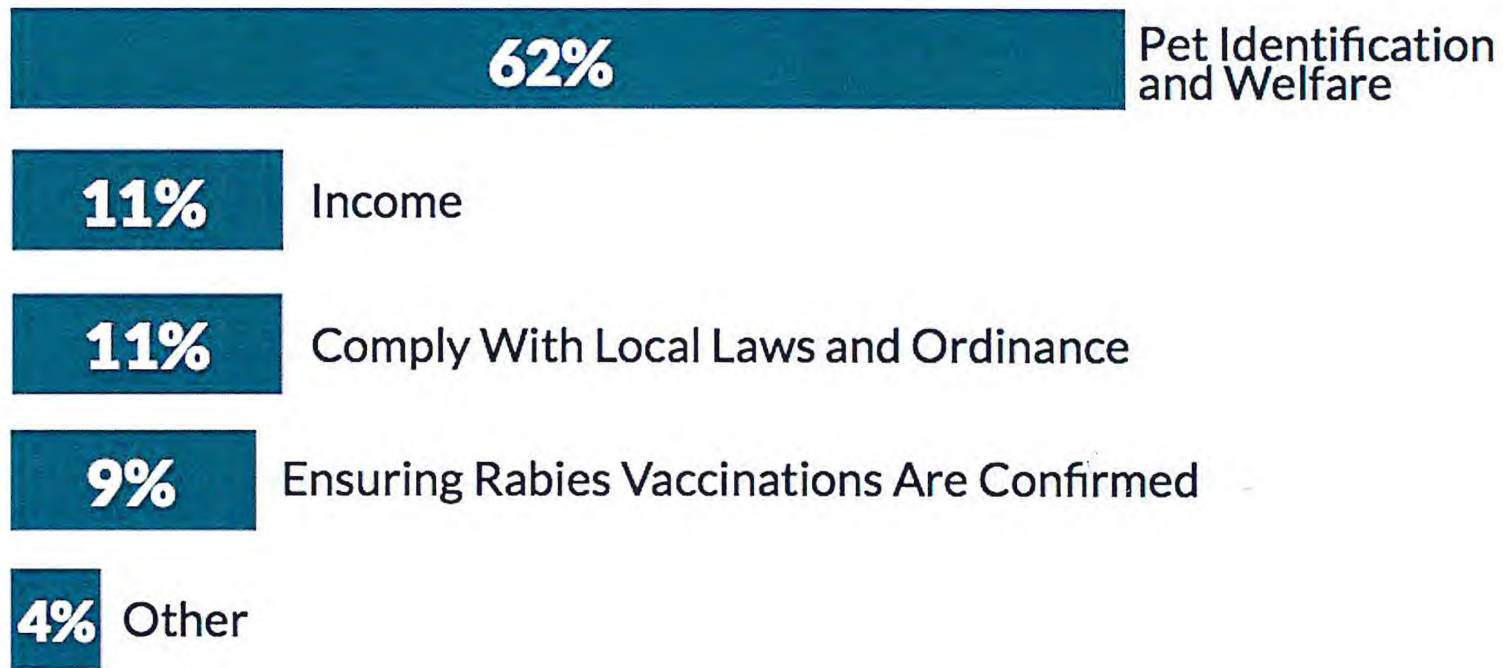 62%
Pet Identification
and Welfare
11% Income
11% Comply With Local Laws and Ordinance
9% Ensuring Rabies Vaccinations Are Confirmed
4% Other